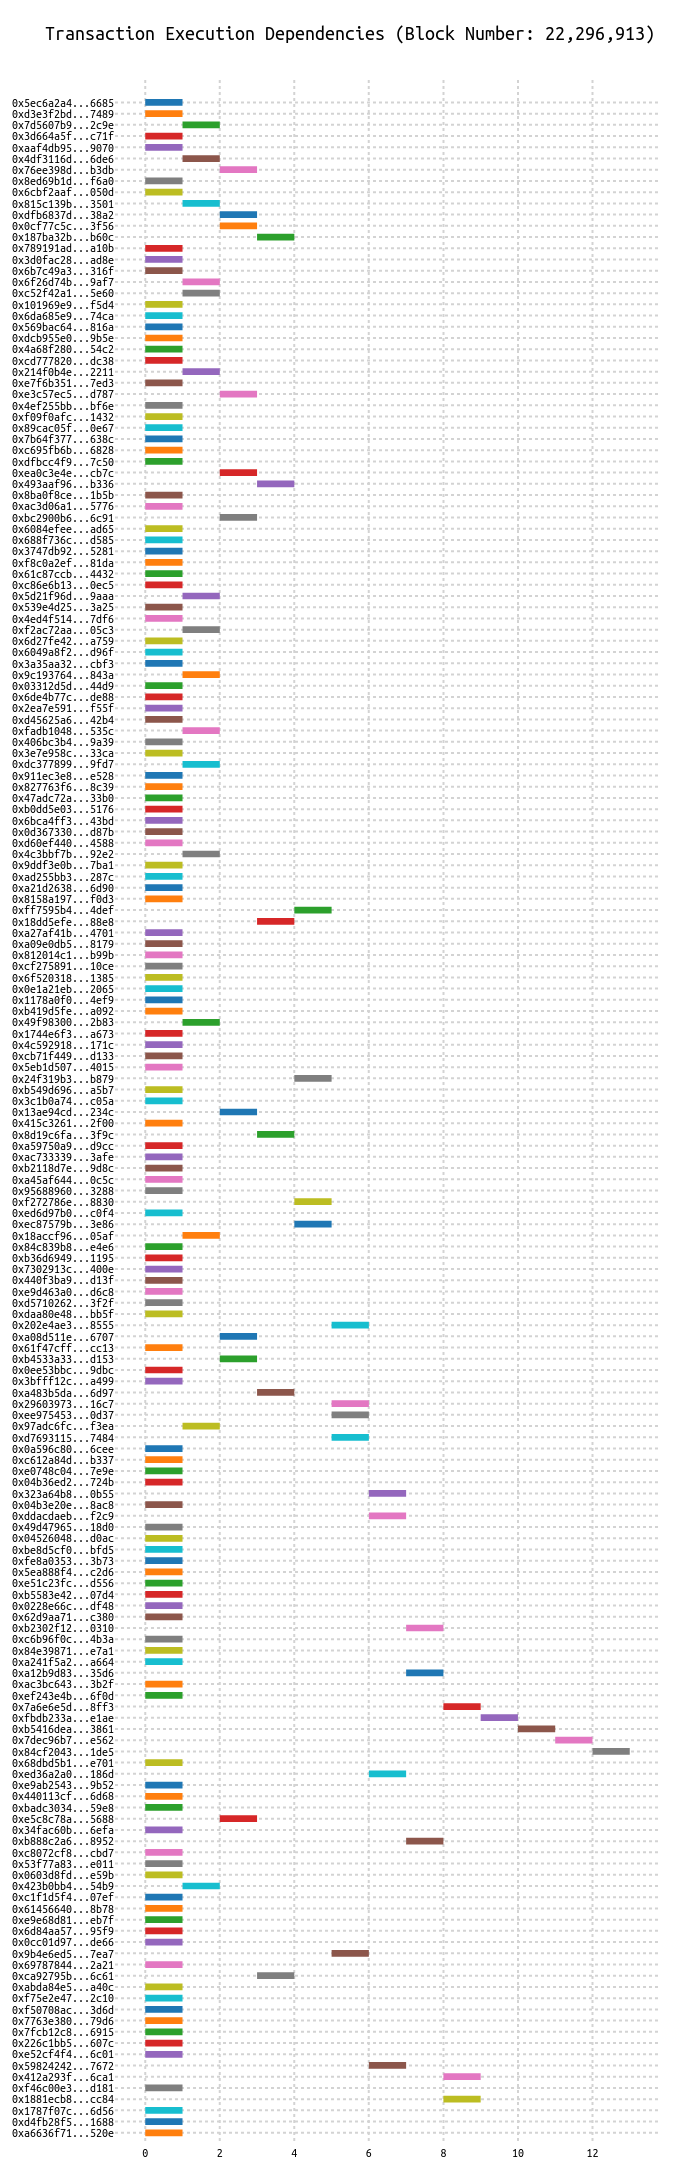 Transaction Execution Dependencies (Block Number: 22,296,913)
0x5ec6a2a4...6685
0xd3e3f2bd...7489
0x7d5607b9...2c9e
0x3d664a5f...c71f
0xaaf4db95...9070
0x4df3116d...6de6
0x76ee398d...b3db
0x8ed69b1d...f6a0
0x6cbf2aaf...050d
0x815c139b...3501
0xdfb6837d...38a2
0x0cf77c5c...3f56
0x187ba32b...b60c
0x789191ad...a10b
0x3d0fac28...ad8e
0x6b7c49a3...316f
0x6f26d74b...9af7
0xc52f42a1...5e60
0x101969e9...f5d4
0x6da685e9...74ca
0x569bac64...816a
0xdcb955e0...9b5e
0x4a68f280...54c2
0xcd777820...dc38
0x214f0b4e...2211
0xe7f6b351...7ed3
0xe3c57ec5...d787
0x4ef255bb...bf6e
0xf09f0afc...1432
0x89cac05f...0e67
0x7b64f377...638c
0xc695fb6b...6828
0xdfbcc4f9...7c50
0xea0c3e4e...cb7c
0x493aaf96...b336
0x8ba0f8ce...1b5b
0xac3d06a1...5776
0xbc2900b6...6c91
0x6084efee...ad65
0x688f736c...d585
0x3747db92...5281
0xf8c0a2ef...81da
0x61c87ccb...4432
0xc86e6b13...0ec5
0x5d21f96d...9aaa
0x539e4d25...3a25
0x4ed4f514...7df6
0xf2ac72aa...05c3
0x6d27fe42...a759
0x6049a8f2...d96f
0x3a35aa32...cbf3
0x9c193764...843a
0x03312d5d...44d9
0x6de4b77c...de88
0x2ea7e591...f55f
0xd45625a6...42b4
0xfadb1048...535c
0x406bc3b4...9a39
0x3e7e958c...33ca
0xdc377899...9fd7
0x911ec3e8...e528
0x827763f6...8c39
0x47adc72a...33b0
0xb0dd5e03...5176
0x6bca4ff3...43bd
0x0d367330...d87b
0xd60ef440...4588
0x4c3bbf7b...92e2
0x9ddf3e0b...7ba1
0xad255bb3...287c
0xa21d2638...6d90
0x8158a197...f0d3
0xff7595b4...4def
0x18dd5efe...88e8
0xa27af41b...4701
0xa09e0db5...8179
0x812014c1...b99b
0xcf275891...10ce
0x6f520318...1385
0x0e1a21eb...2065
0x1178a0f0...4ef9
0xb419d5fe...a092
0x49f98300...2b83
0x1744e6f3...a673
0x4c592918...171c
0xcb71f449...d133
0x5eb1d507...4015
0x24f319b3...b879
0xb549d696...a5b7
0x3c1b0a74...c05a
0x13ae94cd...234c
0x415c3261...2f00
0x8d19c6fa...3f9c
0xa59750a9...d9cc
0xac733339...3afe
0xb2118d7e...9d8c
0xa45af644...0c5c
0x95688960...3288
0xf272786e...8830
0xed6d97b0...c0f4
0xec87579b...3e86
0x18accf96...05af
0x84c839b8...e4e6
0xb36d6949...1195
0x7302913c...400e
0x440f3ba9...d13f
0xe9d463a0...d6c8
0xd5710262...3f2f
0xdaa80e48...bb5f
0x202e4ae3...8555
0xa08d511e...6707
0x61f47cff...cc13
0xb4533a33...d153
0x0ee53bbc...9dbc
0x3bfff12c...a499
0xa483b5da...6d97
0x29603973...16c7
0xee975453...0d37
0x97adc6fc...f3ea
0xd7693115...7484
0x0a596c80...6cee
0xc612a84d...b337
0xe0748c04...7e9e
0x04b36ed2...724b
0x323a64b8...0b55
0x04b3e20e...8ac8
0xddacdaeb...f2c9
0x49d47965...18d0
0x04526048...d0ac
0xbe8d5cf0...bfd5
0xfe8a0353...3b73
0x5ea888f4...c2d6
0xe51c23fc...d556
0xb5583e42...07d4
0x0228e66c...df48
0x62d9aa71...c380
0xb2302f12...0310
0xc6b96f0c...4b3a
0x84e39871...e7a1
0xa241f5a2...a664
0xa12b9d83...35d6
0xac3bc643...3b2f
0xef243e4b...6f0d
0x7a6e6e5d...8ff3
0xfbdb233a...e1ae
0xb5416dea...3861
0x7dec96b7...e562
0x84cf2043...1de5
0x68dbd5b1...e701
0xed36a2a0...186d
0xe9ab2543...9b52
0x440113cf...6d68
0xbadc3034...59e8
0xe5c8c78a...5688
0x34fac60b...6efa
0xb888c2a6...8952
0xc8072cf8...cbd7
0x53f77a83...e011
0x0603d8fd...e59b
0x423b0bb4...54b9
0xc1f1d5f4...07ef
0x61456640...8b78
0xe9e68d81...eb7f
0x6d84aa57...95f9
0x0cc01d97...de66
0x9b4e6ed5...7ea7
0x69787844...2a21
0xca92795b...6c61
0xabda84e5...a40c
0xf75e2e47...2c10
0xf50708ac...3d6d
0x7763e380...79d6
0x7fcb12c8...6915
0x226c1bb5...607c
0xe52cf4f4...6c01
0x59824242...7672
0x412a293f...6ca1
0xf46c00e3...d181
0x1881ecb8...cc84
0x1787f07c...6d56
0xd4fb28f5...1688
0xa6636f71...520e
0 2 4 6 8 10 12